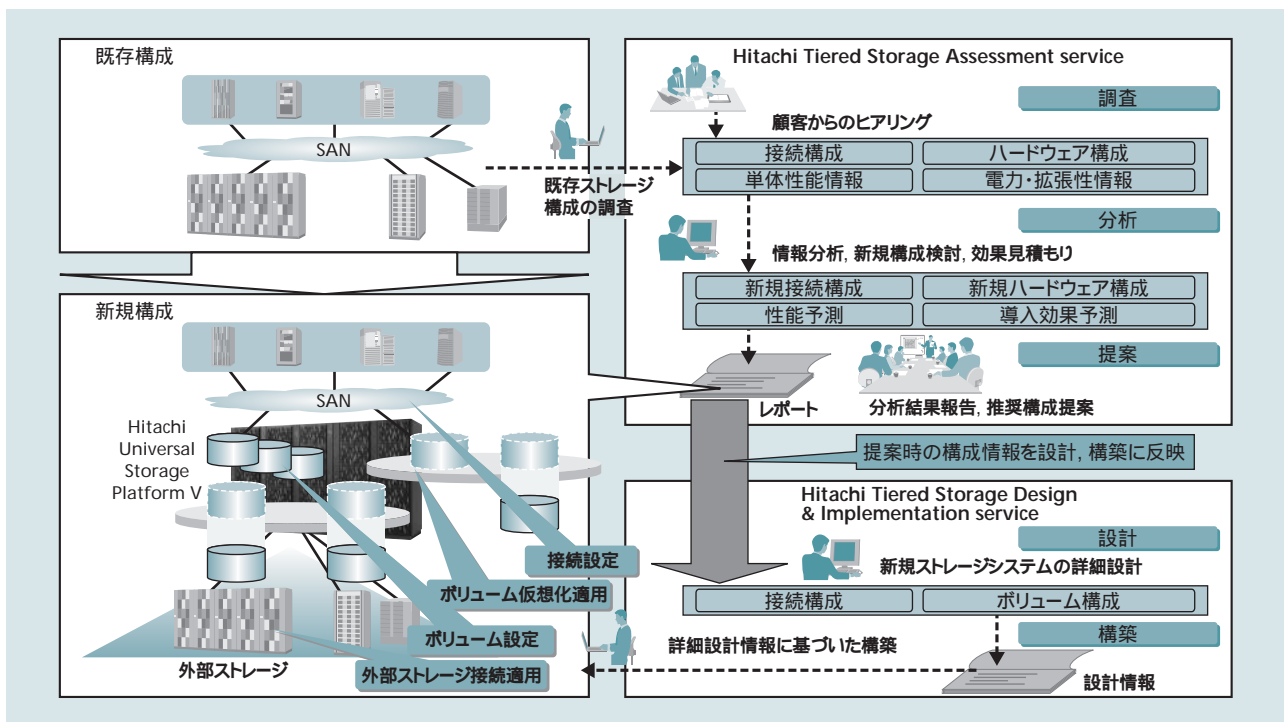 既存構成
SAN
既存ストレージ
構成の調査
Hitachi Tiered Storage Assessment service
調査
顧客からのヒアリング
接続構成
ハードウェア構成
単体性能情報
電力・拡張性情報
分析
情報分析, 新規構成検討, 効果見積もり
新規接続構成
新規ハードウェア構成
性能予測
導入効果予測
提案
レポート
分析結果報告, 推奨構成提案
提案時の構成情報を設計, 構築に反映
新規構成
SAN
Hitachi
Universal
Storage
Platform V
接続設定
ボリューム仮想化適用
ボリューム設定
外部ストレージ接続適用
外部ストレージ
Hitachi Tiered Storage Design
& Implementation service
設計
新規ストレージシステムの詳細設計
接続構成
ボリューム構成
構築
詳細設計情報に基づいた構築
設計情報